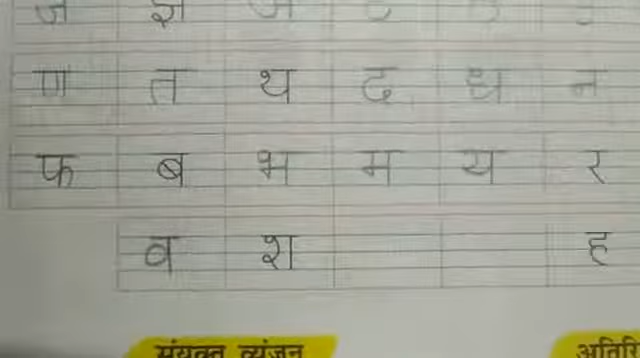 ण त थ द ध न
फ ब भ म य र
व श ह
संयुक्त व्यंजन